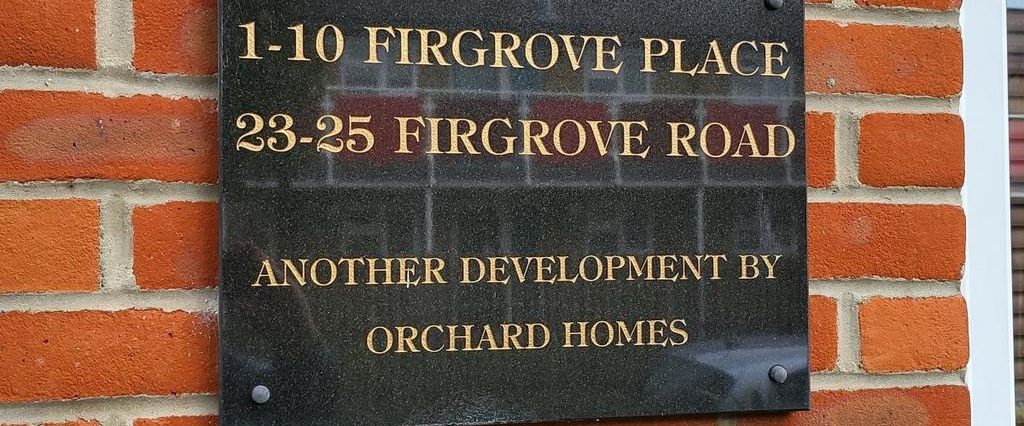 1-10 FIRGROVE PLACE
23-25 FIRGROVE ROAD
ANOTHER DEVELOPMENT BY
ORCHARD HOMES